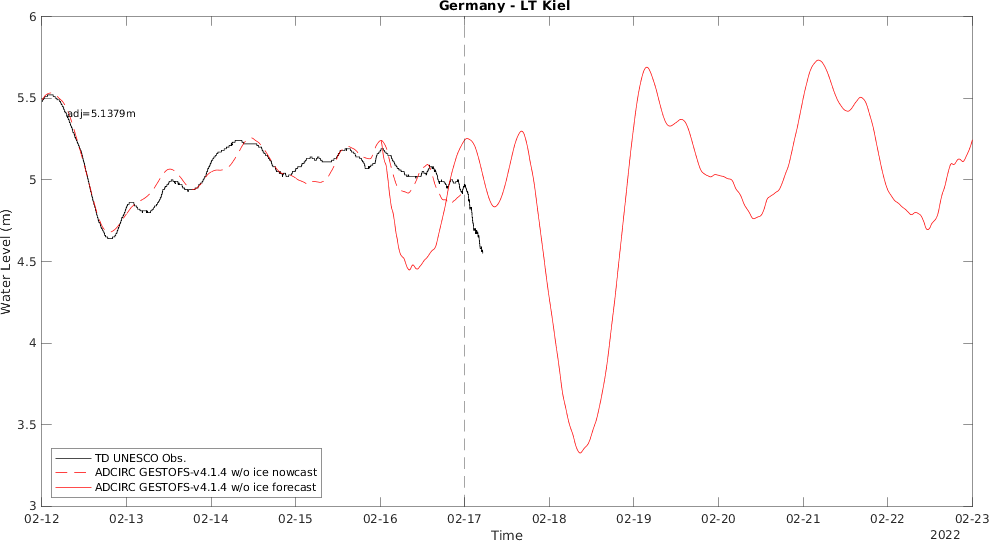 Germany - LT Kiel
6
5.5
5
4.5
4
3.5
3
Water Level (m)
adj=5.1379m
TD UNESCO Obs.
ADCIRC GESTOFS-v4.1.4 w/o ice nowcast
ADCIRC GESTOFS-v4.1.4 w/o ice forecast
02-12 02-13 02-14 02-15 02-16 02-17 02-18 02-19 02-20 02-21 02-22 02-23
Time
2022